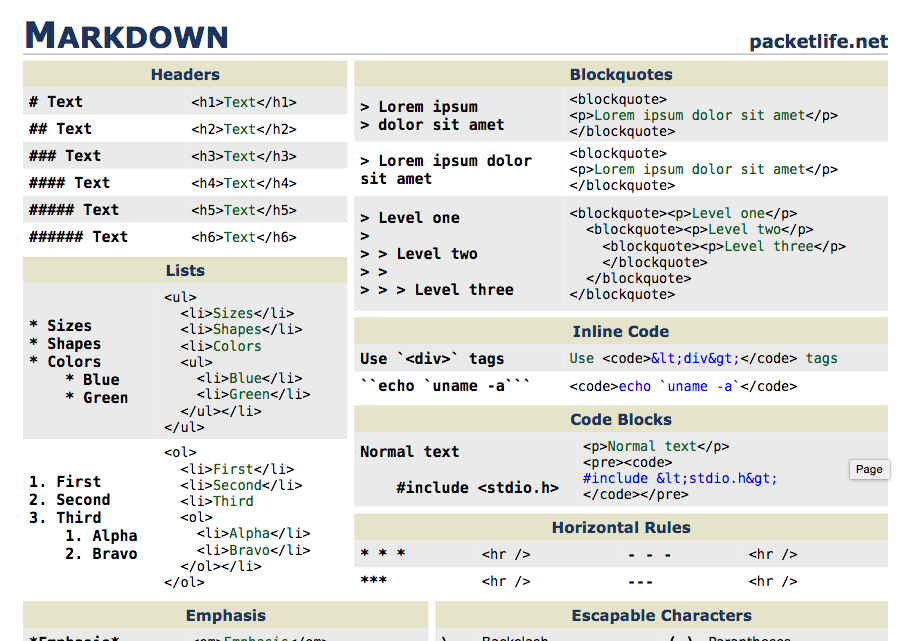 MARKDOWN
packetlife.net
Headers
# Text <h1>Text</h1>
## Text <h2>Text</h2>
### Text <h3>Text</h3>
#### Text <h4>Text</h4>
##### Text <h5>Text</h5>
###### Text <h6>Text</h6>
Lists
* Sizes
* Shapes
* Colors
    * Blue
    * Green
<ul>
  <li>Sizes</li>
  <li>Shapes</li>
  <li>Colors
  <ul>
    <li>Blue</li>
    <li>Green</li>
  </ul></li>
</ul>
1. First
2. Second
3. Third
    1. Alpha
    2. Bravo
<ol>
  <li>First</li>
  <li>Second</li>
  <li>Third
  <ol>
    <li>Alpha</li>
    <li>Bravo</li>
  </ol></li>
</ol>
Blockquotes
> Lorem ipsum
> dolor sit amet
<blockquote>
<p>Lorem ipsum dolor sit amet</p>
</blockquote>
> Lorem ipsum dolor
sit amet
<blockquote>
<p>Lorem ipsum dolor sit amet</p>
</blockquote>
> Level one
>
> > Level two
> >
> > > Level three
<blockquote><p>Level one</p>
  <blockquote><p>Level two</p>
    <blockquote><p>Level three</p>
    </blockquote>
  </blockquote>
</blockquote>
Inline Code
Use `<div>` tags Use <code>&lt;div&gt;</code> tags
``echo `uname -a``` <code>echo `uname -a`</code>
Code Blocks
Normal text
    #include <stdio.h>
<p>Normal text</p>
<pre><code>
#include &lt;stdio.h&gt;
</code></pre>
Page
Horizontal Rules
* * * <hr /> - - - <hr />
*** <hr /> --- <hr />
Emphasis
*Emphasis* <em>Emphasis</em>
Escapable Characters
\ Backslash ( ) Parentheses